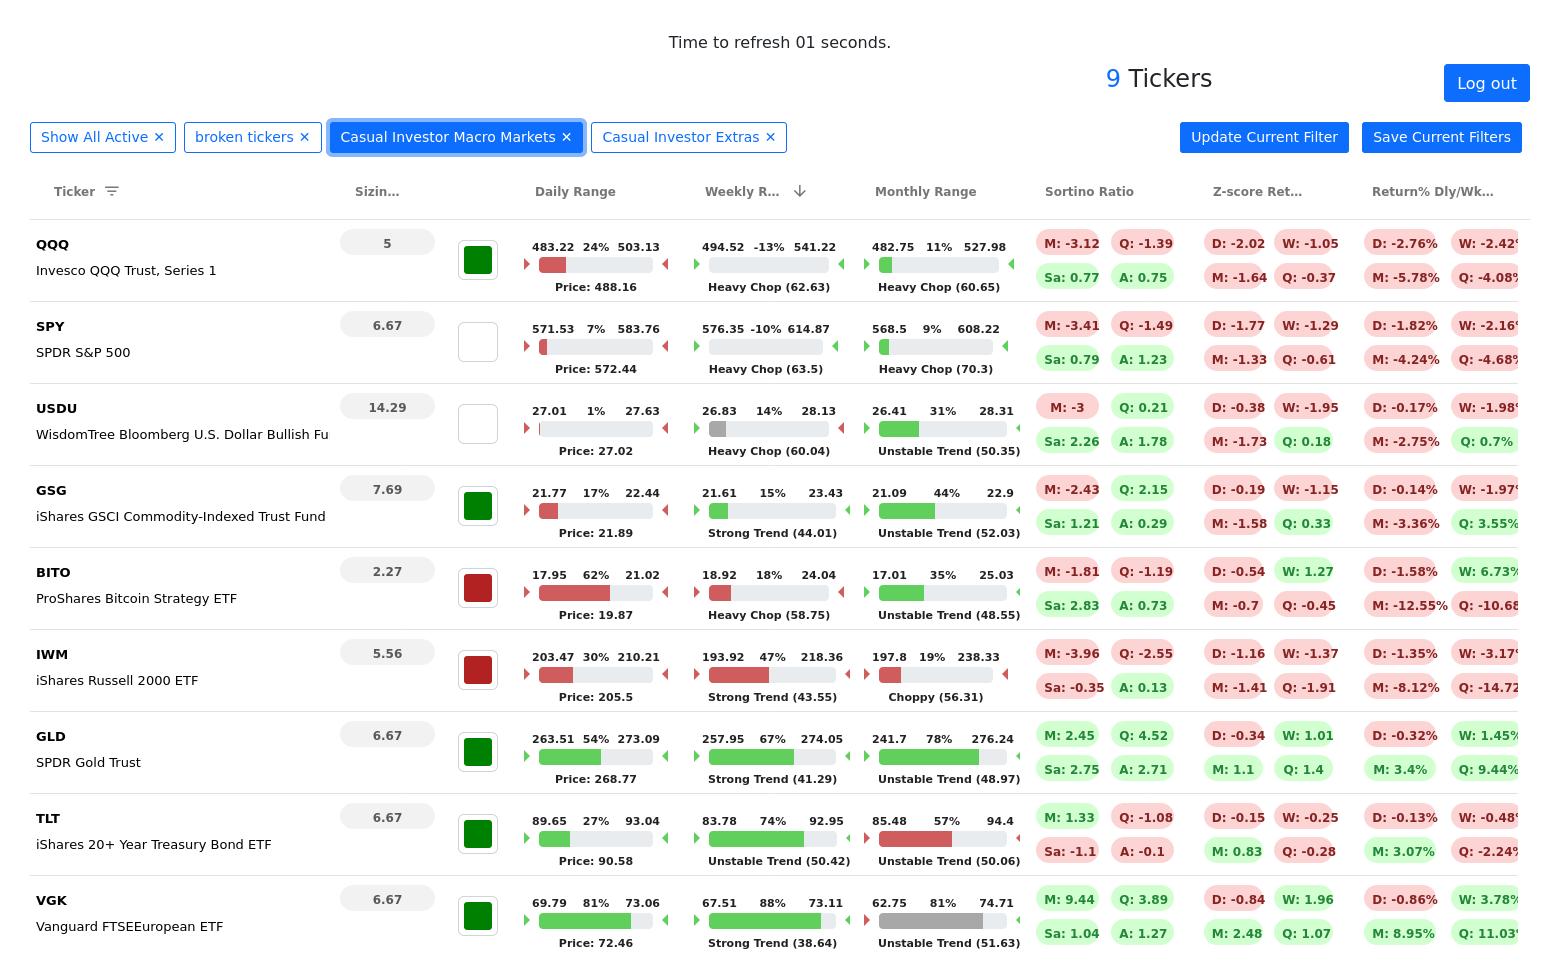 Time to refresh 01 seconds.
9 Tickers
Log out
Show All Active ✕ broken tickers ✕ Casual Investor Macro Markets ✕ Casual Investor Extras ✕ Update Current Filter Save Current Filters
Ticker Sizin... Daily Range Weekly R... Monthly Range Sortino Ratio Z-score Ret... Return% Dly/Wk...
QQQ 5 483.22 24% 503.13 494.52 -13% 541.22 482.75 11% 527.98 M: -3.12 Q: -1.39 D: -2.02 W: -1.05 D: -2.76% W: -2.42%
Invesco QQQ Trust, Series 1 Price: 488.16 Heavy Chop (62.63) Heavy Chop (60.65) Sa: 0.77 A: 0.75 M: -1.64 Q: -0.37 M: -5.78% Q: -4.08%
SPY 6.67 571.53 7% 583.76 576.35 -10% 614.87 568.5 9% 608.22 M: -3.41 Q: -1.49 D: -1.77 W: -1.29 D: -1.82% W: -2.16%
SPDR S&P 500 Price: 572.44 Heavy Chop (63.5) Heavy Chop (70.3) Sa: 0.79 A: 1.23 M: -1.33 Q: -0.61 M: -4.24% Q: -4.68%
USDU 14.29 27.01 1% 27.63 26.83 14% 28.13 26.41 31% 28.31 M: -3 Q: 0.21 D: -0.38 W: -1.95 D: -0.17% W: -1.98%
WisdomTree Bloomberg U.S. Dollar Bullish Fu Price: 27.02 Heavy Chop (60.04) Unstable Trend (50.35) Sa: 2.26 A: 1.78 M: -1.73 Q: 0.18 M: -2.75% Q: 0.7%
GSG 7.69 21.77 17% 22.44 21.61 15% 23.43 21.09 44% 22.9 M: -2.43 Q: 2.15 D: -0.19 W: -1.15 D: -0.14% W: -1.97%
iShares GSCI Commodity-Indexed Trust Fund Price: 21.89 Strong Trend (44.01) Unstable Trend (52.03) Sa: 1.21 A: 0.29 M: -1.58 Q: 0.33 M: -3.36% Q: 3.55%
BITO 2.27 17.95 62% 21.02 18.92 18% 24.04 17.01 35% 25.03 M: -1.81 Q: -1.19 D: -0.54 W: 1.27 D: -1.58% W: 6.73%
ProShares Bitcoin Strategy ETF Price: 19.87 Heavy Chop (58.75) Unstable Trend (48.55) Sa: 2.83 A: 0.73 M: -0.7 Q: -0.45 M: -12.55% Q: -10.68
IWM 5.56 203.47 30% 210.21 193.92 47% 218.36 197.8 19% 238.33 M: -3.96 Q: -2.55 D: -1.16 W: -1.37 D: -1.35% W: -3.17%
iShares Russell 2000 ETF Price: 205.5 Strong Trend (43.55) Choppy (56.31) Sa: -0.35 A: 0.13 M: -1.41 Q: -1.91 M: -8.12% Q: -14.72
GLD 6.67 263.51 54% 273.09 257.95 67% 274.05 241.7 78% 276.24 M: 2.45 Q: 4.52 D: -0.34 W: 1.01 D: -0.32% W: 1.45%
SPDR Gold Trust Price: 268.77 Strong Trend (41.29) Unstable Trend (48.97) Sa: 2.75 A: 2.71 M: 1.1 Q: 1.4 M: 3.4% Q: 9.44%
TLT 6.67 89.65 27% 93.04 83.78 74% 92.95 85.48 57% 94.4 M: 1.33 Q: -1.08 D: -0.15 W: -0.25 D: -0.13% W: -0.48%
iShares 20+ Year Treasury Bond ETF Price: 90.58 Unstable Trend (50.42) Unstable Trend (50.06) Sa: -1.1 A: -0.1 M: 0.83 Q: -0.28 M: 3.07% Q: -2.24%
VGK 6.67 69.79 81% 73.06 67.51 88% 73.11 62.75 81% 74.71 M: 9.44 Q: 3.89 D: -0.84 W: 1.96 D: -0.86% W: 3.78%
Vanguard FTSEEuropean ETF Price: 72.46 Strong Trend (38.64) Unstable Trend (51.63) Sa: 1.04 A: 1.27 M: 2.48 Q: 1.07 M: 8.95% Q: 11.03%